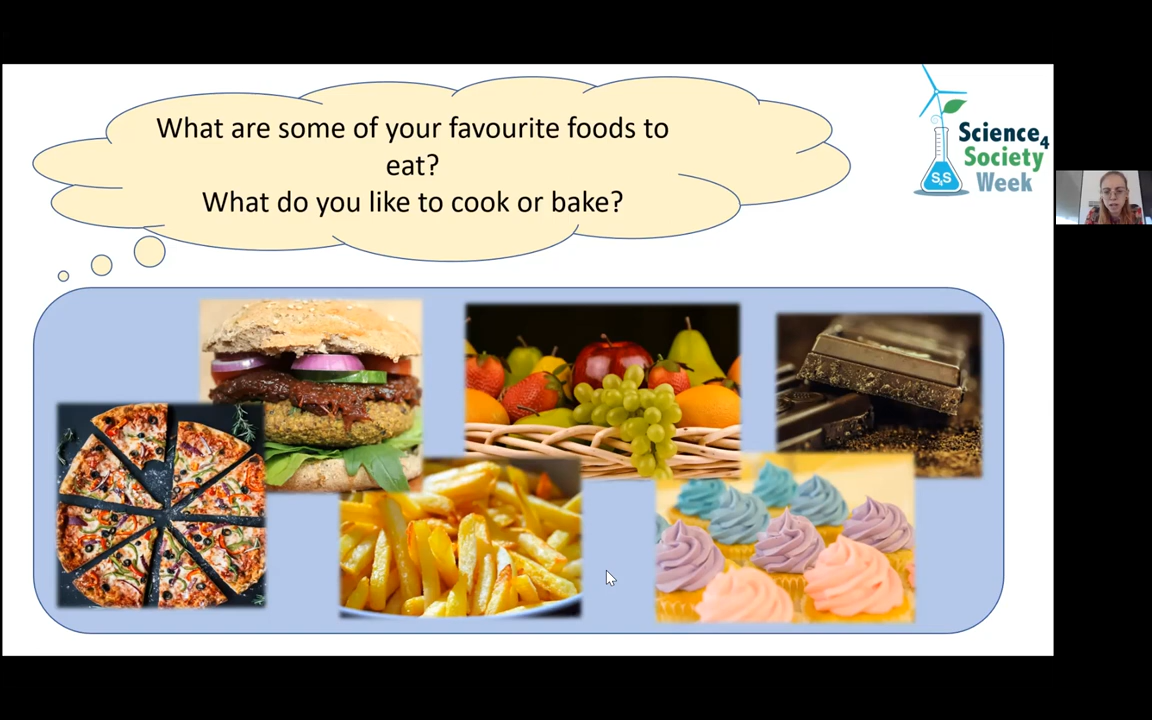 What are some of your favourite foods to
eat?
What do you like to cook or bake?
Science4
Society
Week
S4S